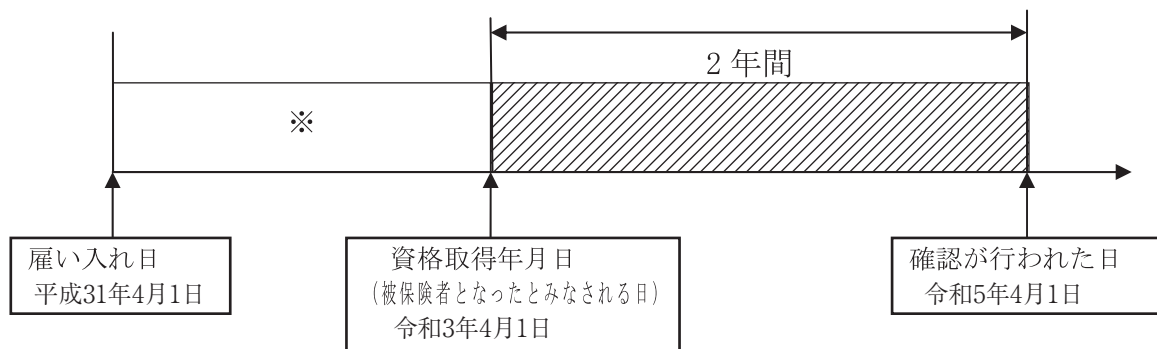 2年間
※
雇い入れ日
平成31年4月1日
資格取得年月日
(被保険者となったとみなされる日)
令和3年4月1日
確認が行われた日
令和5年4月1日